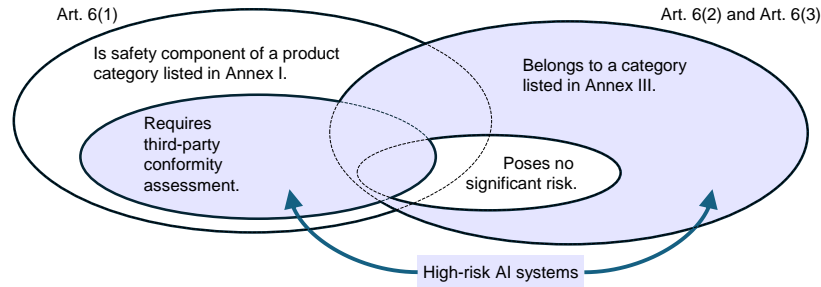 Art. 6(1)
Art. 6(2) and Art. 6(3)
Is safety component of a product
category listed in Annex I.
Belongs to a category
listed in Annex III.
Requires
third-party
conformity
assessment.
Poses no
significant risk.
High-risk AI systems